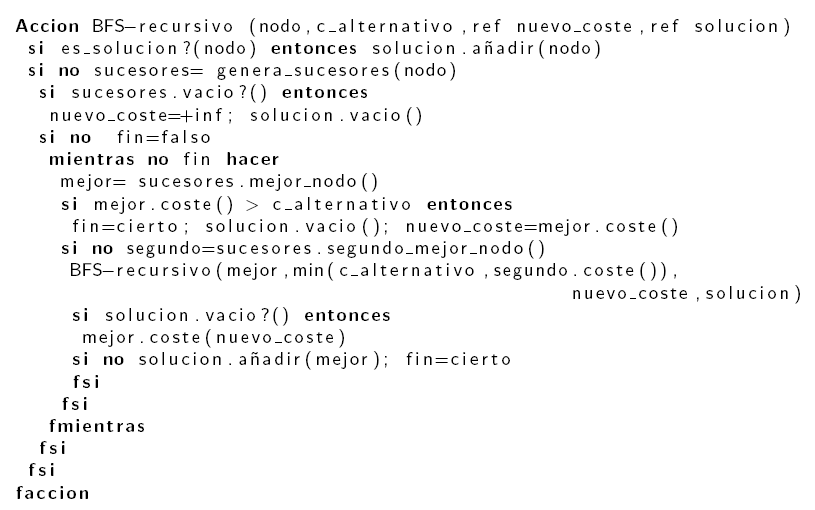 Accion BFS−recursivo (nodo,c_alternativo,ref nuevo_coste,ref solucion)
si es_solucion?(nodo) entonces solucion.añadir(nodo)
si no sucesores= genera_sucesores(nodo)
si sucesores.vacio?() entonces
nuevo_coste=+inf; solucion.vacio()
si no fin=falso
mientras no fin hacer
mejor= sucesores.mejor_nodo()
si mejor.coste() > c_alternativo entonces
fin=cierto; solucion.vacio(); nuevo_coste=mejor.coste()
si no segundo=sucesores.segundo_mejor_nodo()
BFS−recursivo(mejor,min(c_alternativo,segundo.coste()),
nuevo_coste,solucion)
si solucion.vacio?() entonces
mejor.coste(nuevo_coste)
si no solucion.añadir(mejor); fin=cierto
fsi
fsi
fmientras
fsi
fsi
faccion